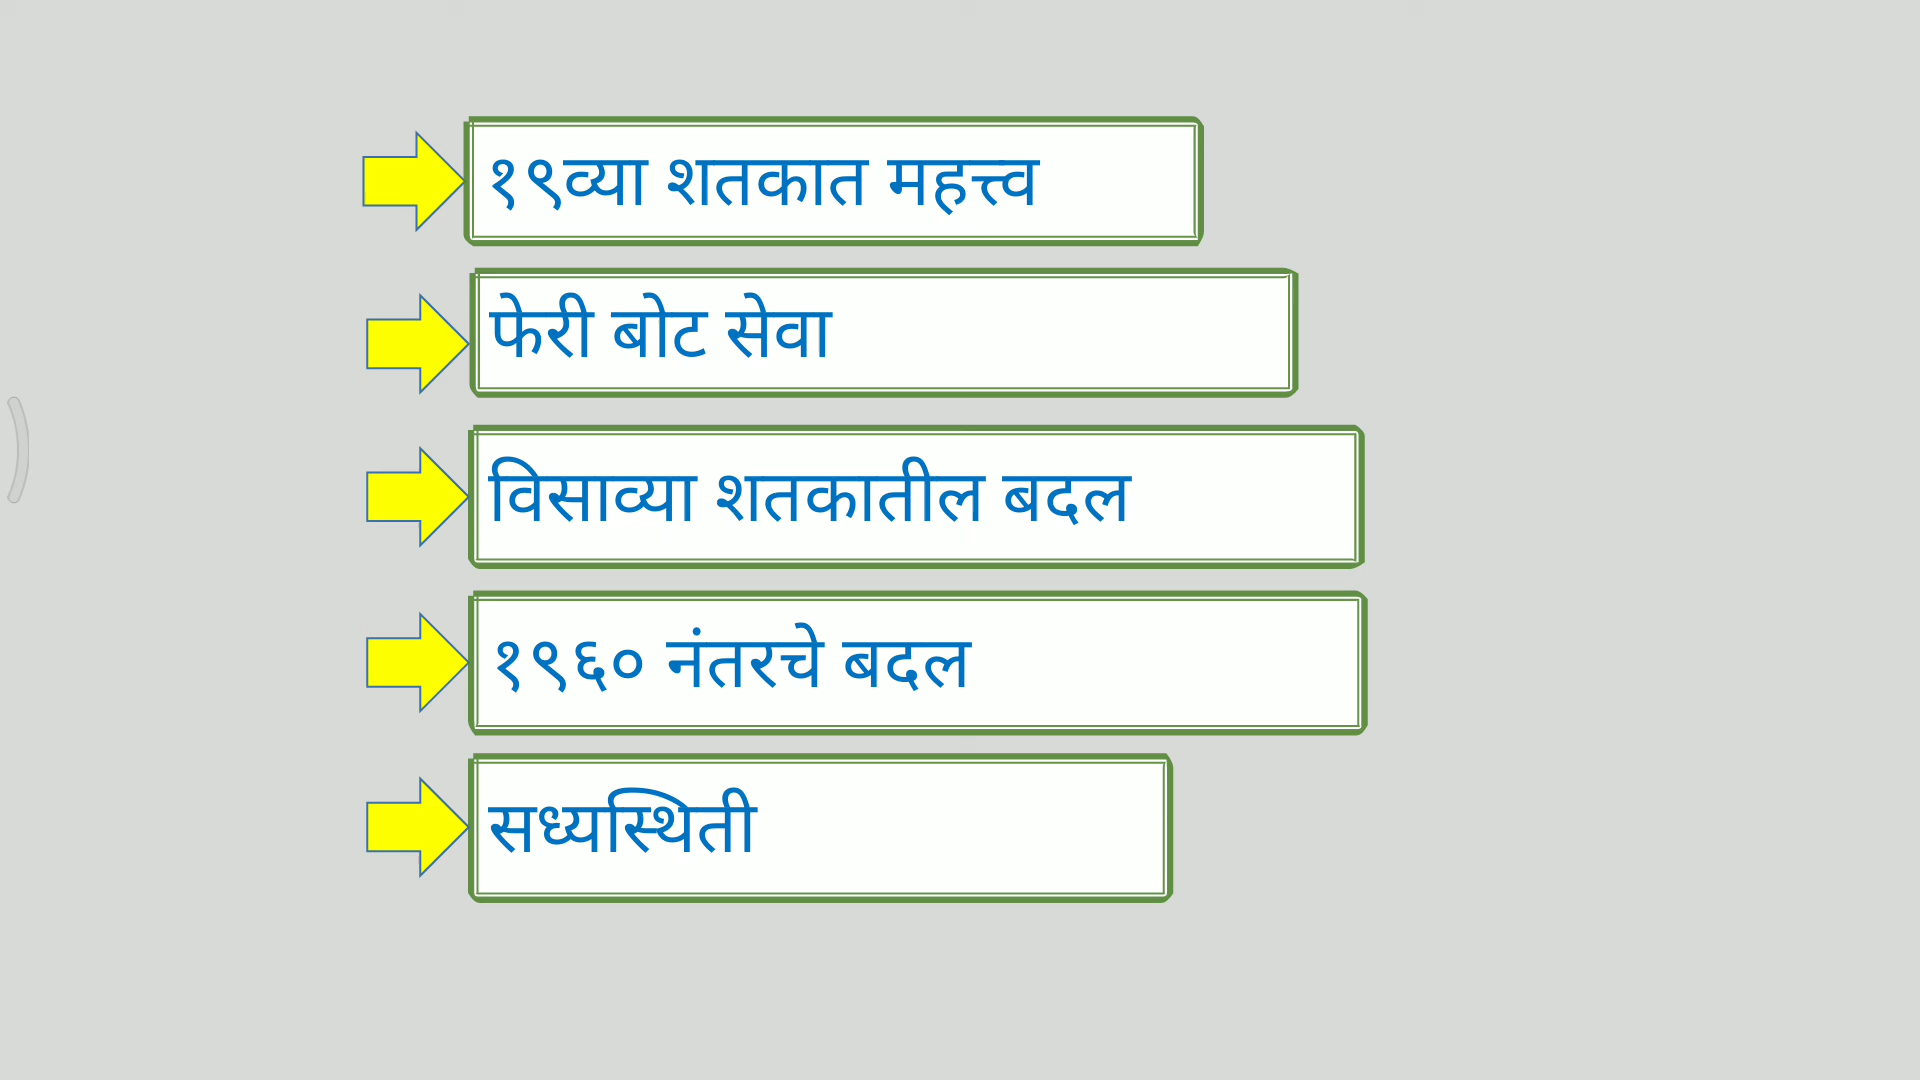 १९व्या शतकात महत्त्व
फेरी बोट सेवा
विसाव्या शतकातील बदल
१९६० नंतरचे बदल
सध्यस्थिती